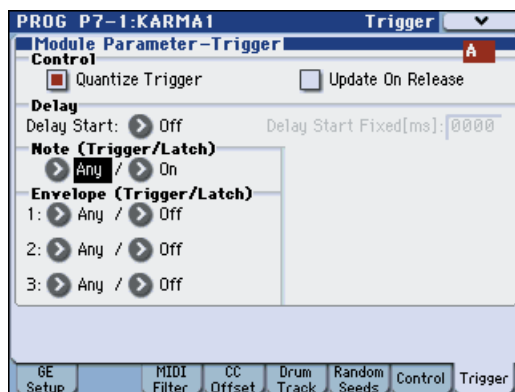 PROG P7-1:KARMA1 Trigger
Module Parameter-Trigger
A
Control
Quantize Trigger Update On Release
Delay
Delay Start: Off Delay Start Fixed[ms]: 0000
Note (Trigger/Latch)
Any / On
Envelope (Trigger/Latch)
1: Any / Off
2: Any / Off
3: Any / Off
GE Setup
MIDI Filter
CC Offset
Drum Track
Random Seeds
Control
Trigger